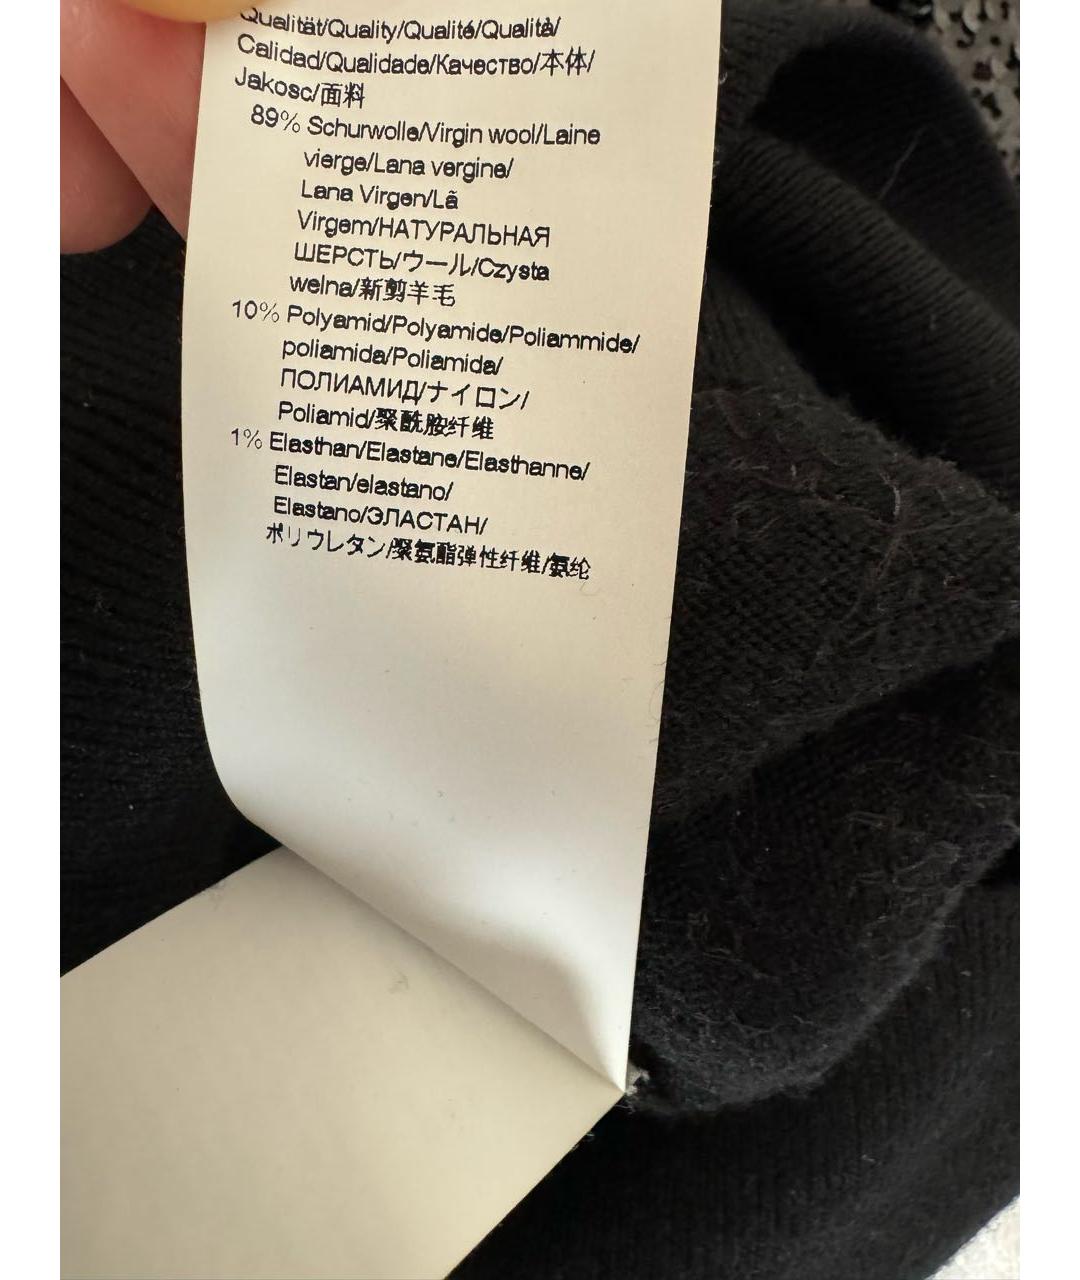 Qualität/Quality/Qualité/Qualità/
Calidad/Qualidade/Качество/本体/
Jakosc/面料
89% Schurwolle/Virgin wool/Laine
vierge/Lana vergine/
Lana Virgen/Lã
Virgem/НАТУРАЛЬНАЯ
ШЕРСТЬ/ウール/Czysta
welna/新剪羊毛
10% Polyamid/Polyamide/Poliammide/
poliamida/Poliamida/
ПОЛИАМИД/ナイロン/
Poliamid/聚酰胺纤维
1% Elasthan/Elastane/Elasthanne/
Elastan/elastano/
Elastano/ЭЛАСТАН/
ポリウレタン/聚氨酯弹性纤维/氨纶